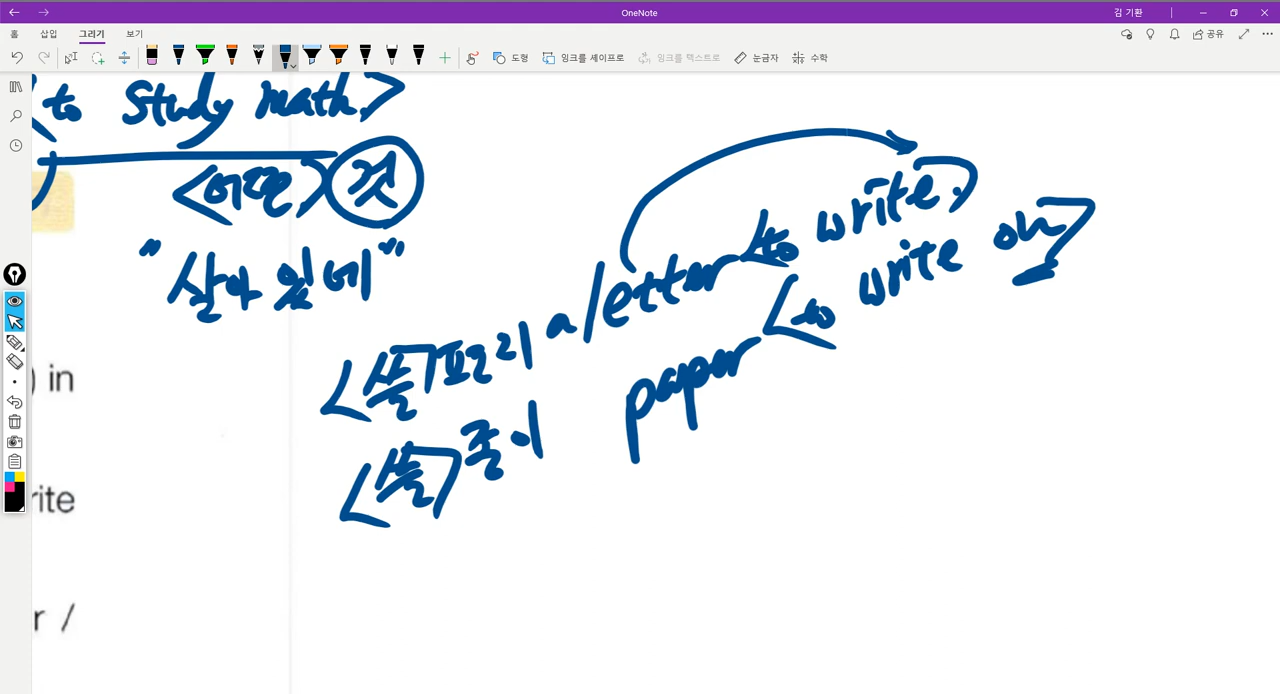 OneNote
김 기환
홈 삽입 그리기 보기
도형 잉크를 셰이프로 잉크를 텍스트로 눈금자 수학
공유
<to study math>
<어떤> 것
"살아 있네"
<쓸> 편지 a letter <to write>
<쓸> 종이 paper <to write on>
) in
rite
r /